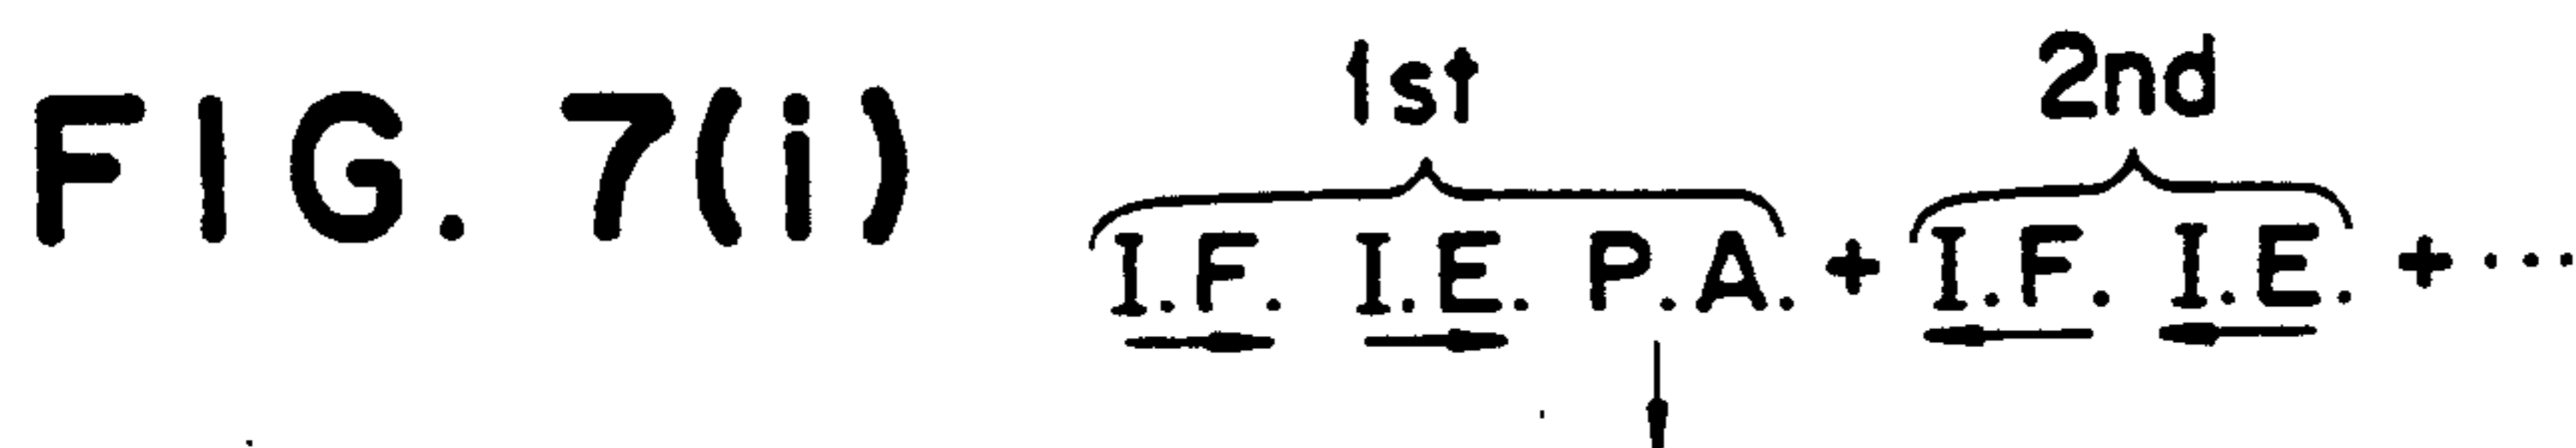 FIG. 7(i)
1st 2nd
I.F. I.E. P.A. + I.F. I.E. + ...